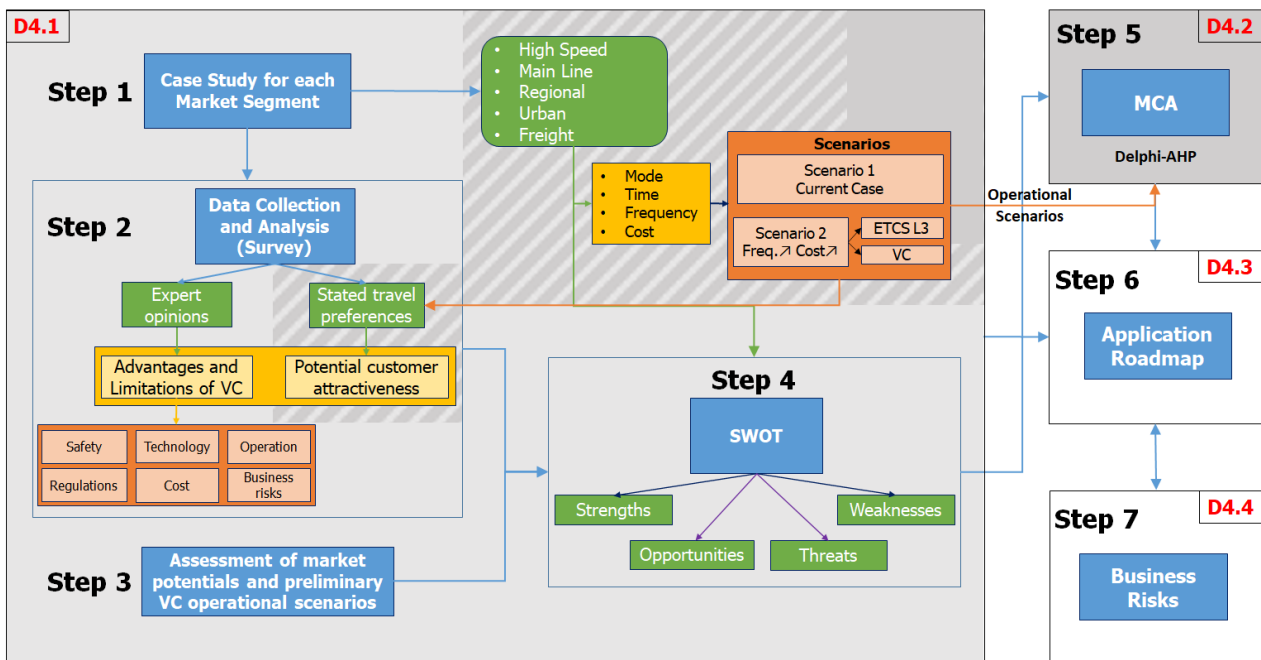 D4.1
Step 1
Case Study for each
Market Segment
• High Speed
• Main Line
• Regional
• Urban
• Freight
• Mode
• Time
• Frequency
• Cost
Scenarios
Scenario 1
Current Case
Scenario 2
Freq.↗ Cost↗
ETCS L3
VC
Operational
Scenarios
Step 2
Data Collection
and Analysis
(Survey)
Expert
opinions
Stated travel
preferences
Advantages and
Limitations of VC
Potential customer
attractiveness
Safety
Technology
Operation
Regulations
Cost
Business
risks
Step 3
Assessment of market
potentials and preliminary
VC operational scenarios
Step 4
SWOT
Strengths
Weaknesses
Opportunities
Threats
Step 5
D4.2
MCA
Delphi-AHP
Step 6
D4.3
Application
Roadmap
Step 7
D4.4
Business
Risks